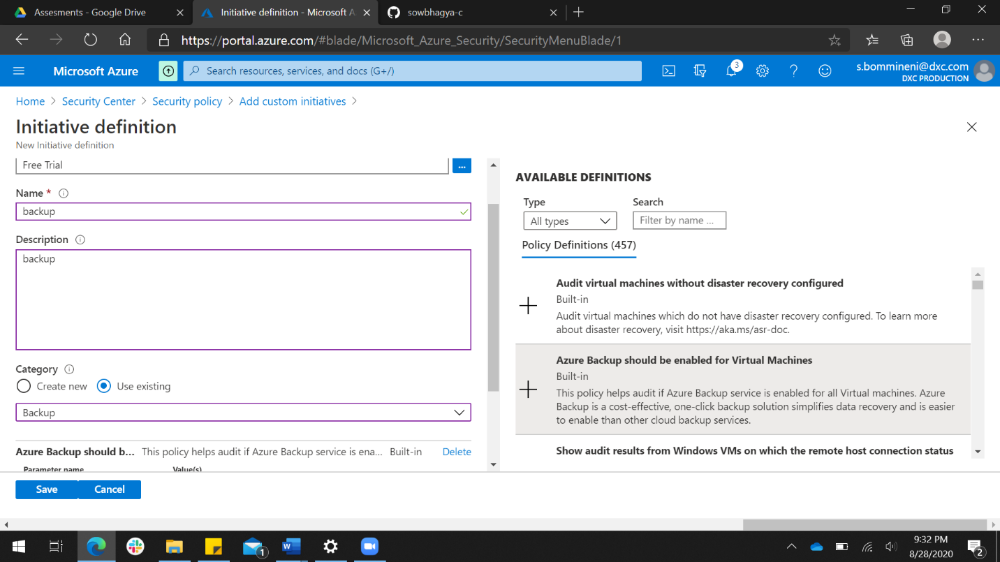 Assesments - Google Drive
Initiative definition - Microsoft A
sowbhagya-c
https://portal.azure.com/#blade/Microsoft_Azure_Security/SecurityMenuBlade/1
Microsoft Azure
Search resources, services, and docs (G+/)
3
s.bommineni@dxc.com
DXC PRODUCTION
Home > Security Center > Security policy > Add custom initiatives >
Initiative definition
New Initiative definition
Free Trial
...
Name *
backup
Description
backup
Category
Create new
Use existing
Backup
Azure Backup should b... This policy helps audit if Azure Backup service is ena... Built-in Delete
Parameter name Value(s)
Save
Cancel
AVAILABLE DEFINITIONS
Type
Search
All types
Filter by name ...
Policy Definitions (457)
Audit virtual machines without disaster recovery configured
Built-in
Audit virtual machines which do not have disaster recovery configured. To learn more
about disaster recovery, visit https://aka.ms/asr-doc.
Azure Backup should be enabled for Virtual Machines
Built-in
This policy helps audit if Azure Backup service is enabled for all Virtual machines. Azure
Backup is a cost-effective, one-click backup solution simplifies data recovery and is easier
to enable than other cloud backup services.
Show audit results from Windows VMs on which the remote host connection status
1
W
9:32 PM
8/28/2020
2